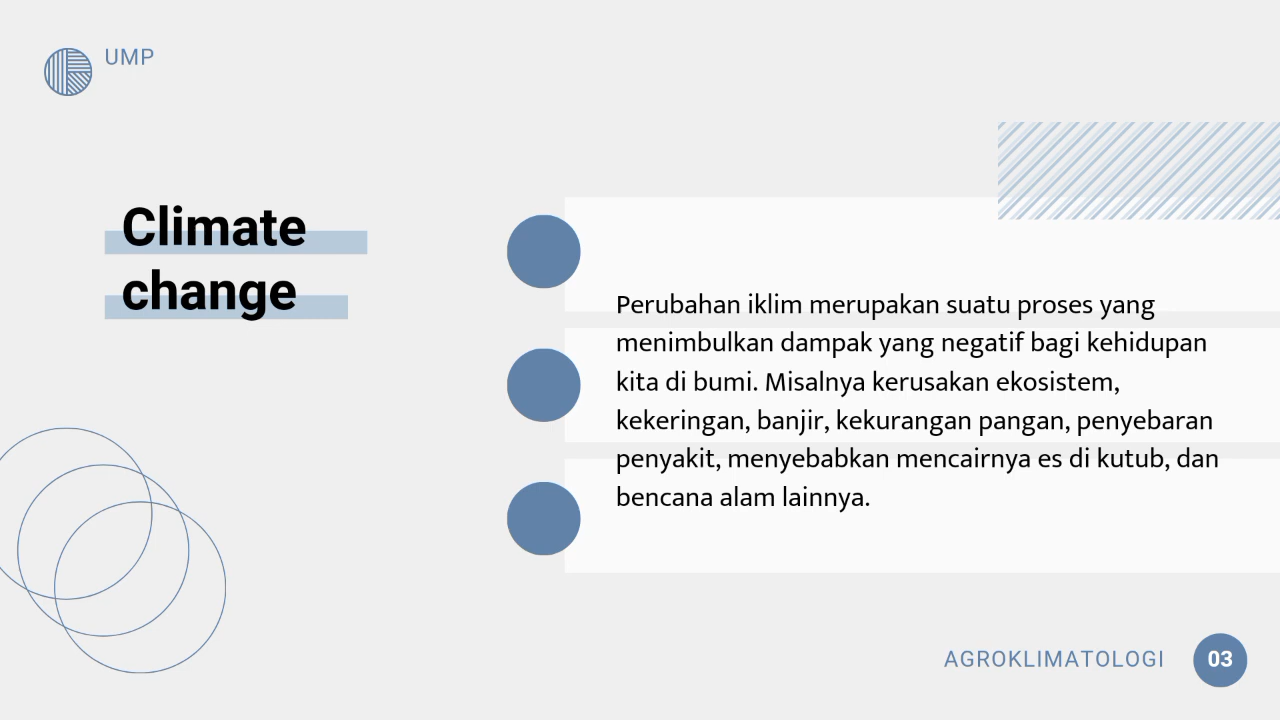 UMP
Climate
change
Perubahan iklim merupakan suatu proses yang
menimbulkan dampak yang negatif bagi kehidupan
kita di bumi. Misalnya kerusakan ekosistem,
kekeringan, banjir, kekurangan pangan, penyebaran
penyakit, menyebabkan mencairnya es di kutub, dan
bencana alam lainnya.
AGROKLIMATOLOGI
03